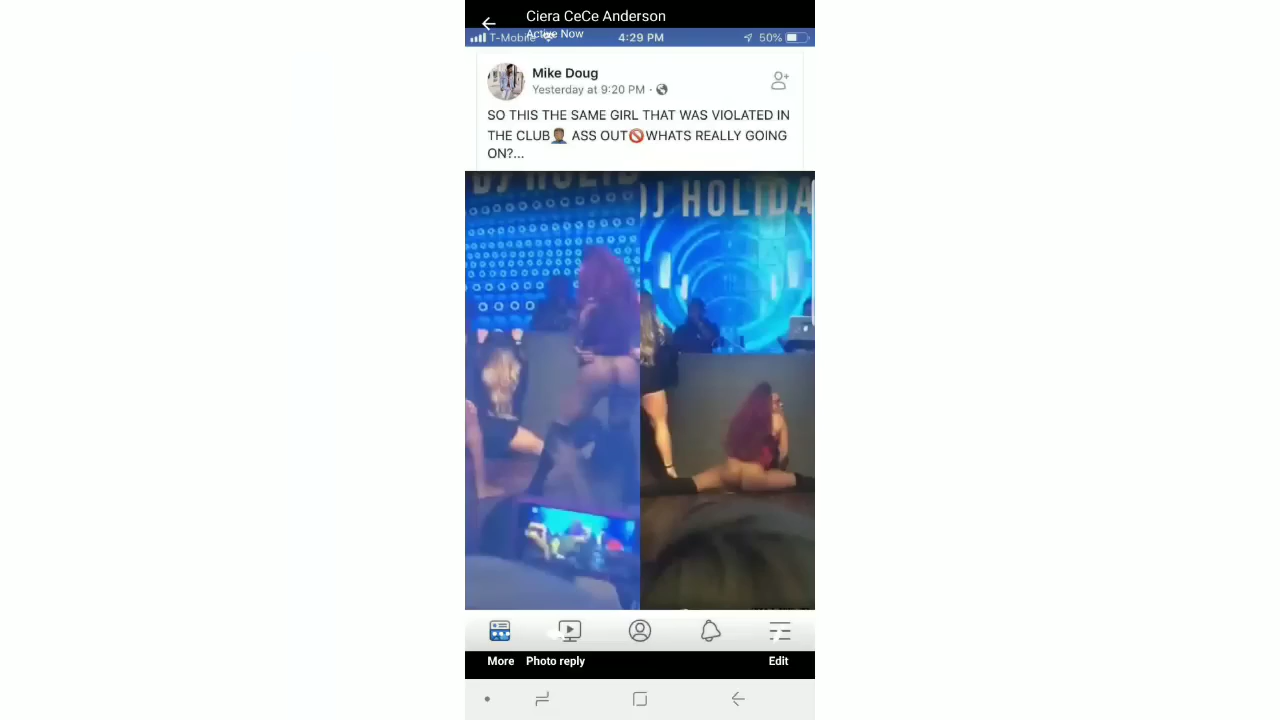 Ciera CeCe Anderson
Active Now
T-Mobile 4:29 PM 50%
Mike Doug
Yesterday at 9:20 PM ·
SO THIS THE SAME GIRL THAT WAS VIOLATED IN
THE CLUB🤦🏾‍♂️ ASS OUT🚫WHATS REALLY GOING
ON?...
DJ HOLID
DJ HOLIDA
More Photo reply Edit